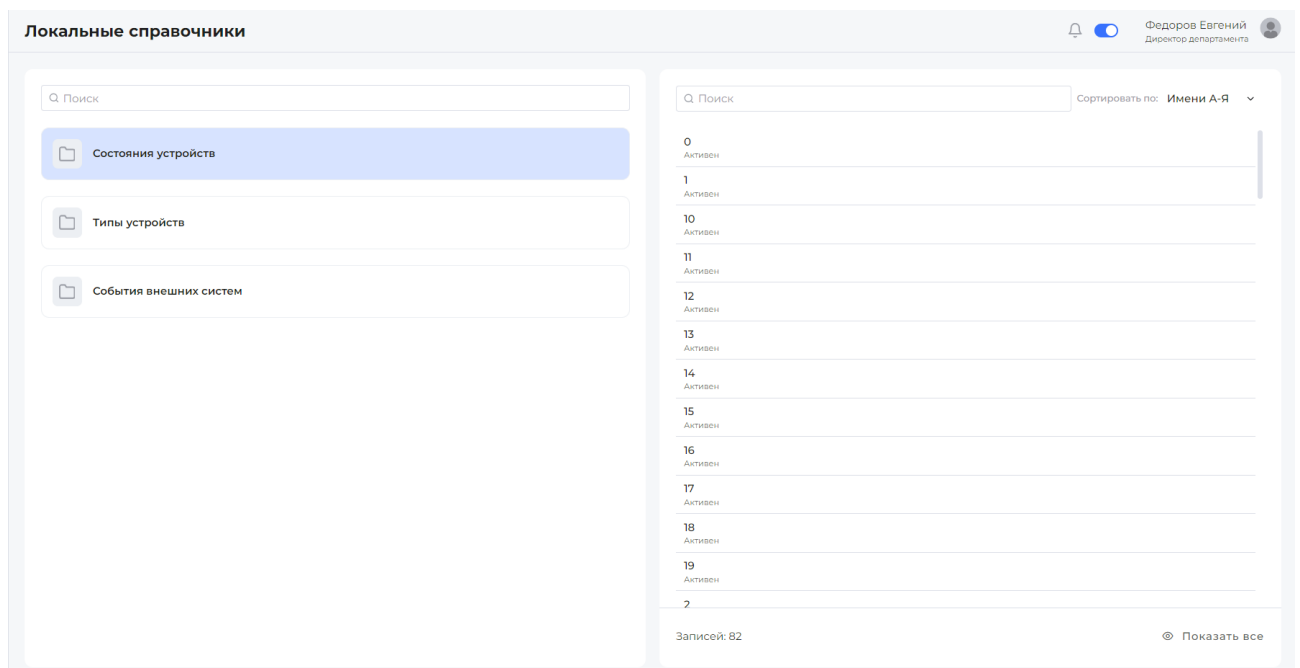 Локальные справочники
Федоров Евгений
Директор департамента
Поиск
Состояния устройств
Типы устройств
События внешних систем
Поиск
Сортировать по: Имени А-Я
0
Активен
1
Активен
10
Активен
11
Активен
12
Активен
13
Активен
14
Активен
15
Активен
16
Активен
17
Активен
18
Активен
19
Активен
2
Записей: 82
Показать все